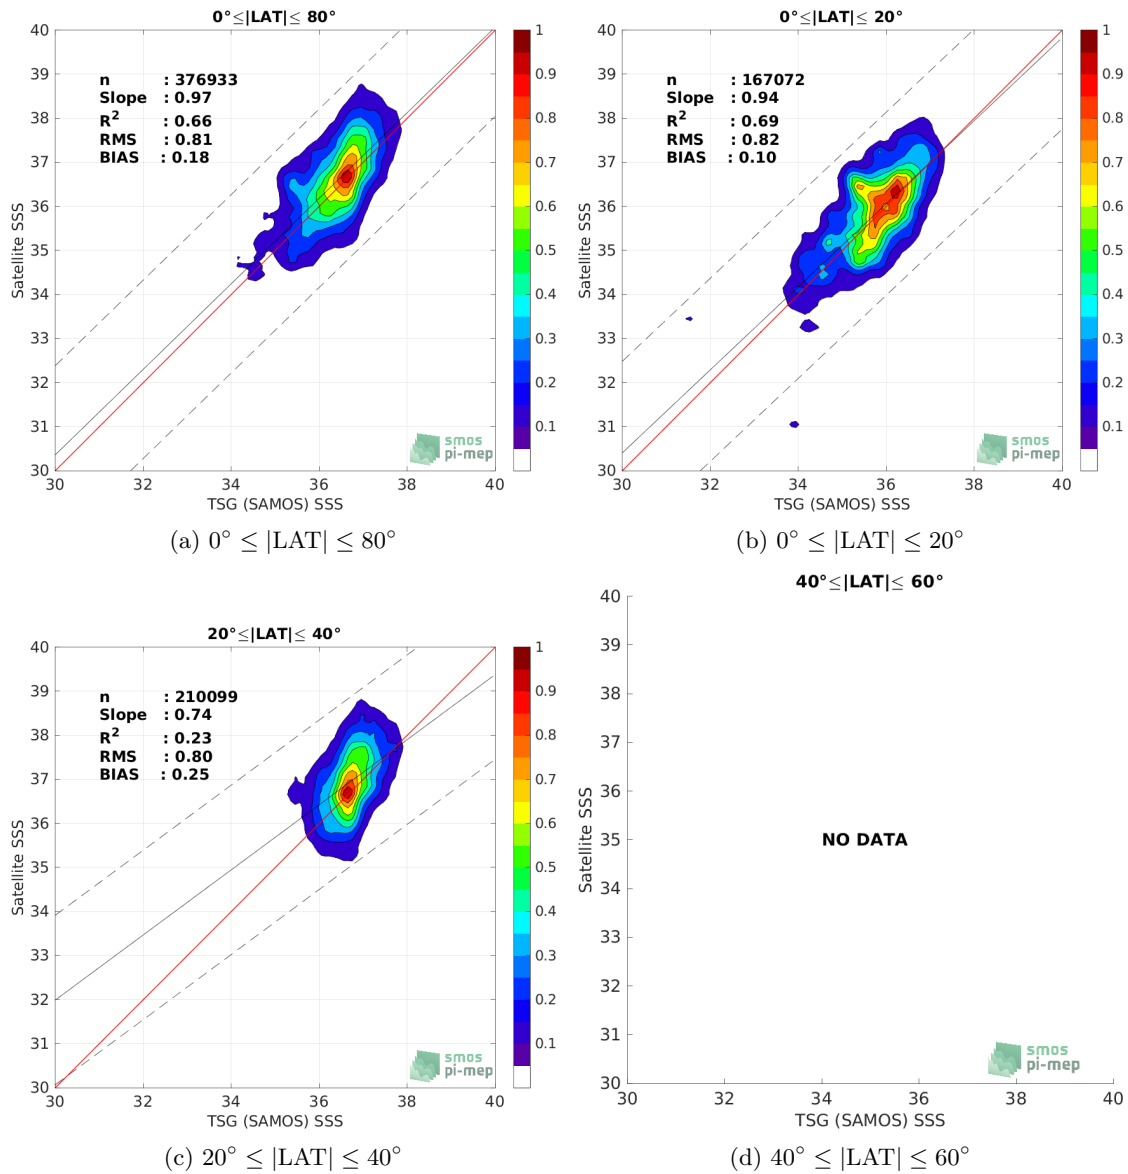 0°≤|LAT|≤ 80°
40
39
38
37
36
35
34
33
32
31
30
30
32
34
36
38
40
Satellite SSS
TSG (SAMOS) SSS
n : 376933
Slope : 0.97
R² : 0.66
RMS : 0.81
BIAS : 0.18
smos
pi-mep
1
0.9
0.8
0.7
0.6
0.5
0.4
0.3
0.2
0.1
(a) 0° ≤ |LAT| ≤ 80°
0°≤|LAT|≤ 20°
40
39
38
37
36
35
34
33
32
31
30
30
32
34
36
38
40
Satellite SSS
TSG (SAMOS) SSS
n : 167072
Slope : 0.94
R² : 0.69
RMS : 0.82
BIAS : 0.10
smos
pi-mep
1
0.9
0.8
0.7
0.6
0.5
0.4
0.3
0.2
0.1
(b) 0° ≤ |LAT| ≤ 20°
20°≤|LAT|≤ 40°
40
39
38
37
36
35
34
33
32
31
30
30
32
34
36
38
40
Satellite SSS
TSG (SAMOS) SSS
n : 210099
Slope : 0.74
R² : 0.23
RMS : 0.80
BIAS : 0.25
smos
pi-mep
1
0.9
0.8
0.7
0.6
0.5
0.4
0.3
0.2
0.1
(c) 20° ≤ |LAT| ≤ 40°
40°≤|LAT|≤ 60°
40
39
38
37
36
35
34
33
32
31
30
30
32
34
36
38
40
Satellite SSS
TSG (SAMOS) SSS
NO DATA
smos
pi-mep
(d) 40° ≤ |LAT| ≤ 60°